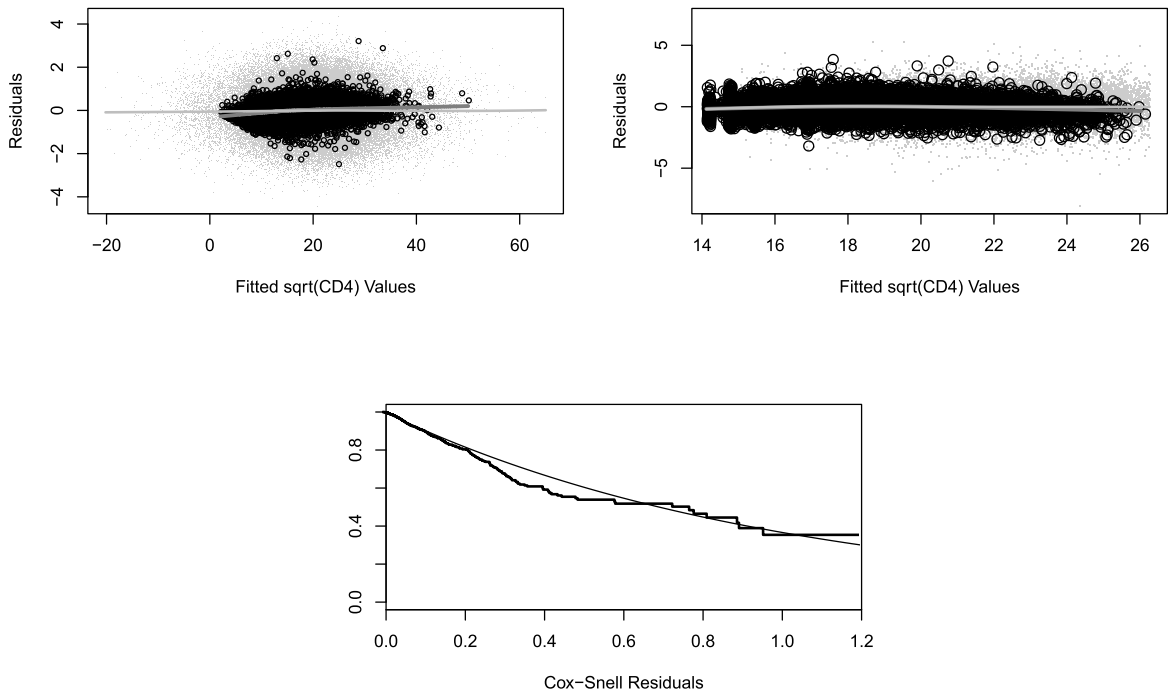 4
2
0
−2
−4
Residuals
−20 0 20 40 60
Fitted sqrt(CD4) Values
5
0
−5
Residuals
14 16 18 20 22 24 26
Fitted sqrt(CD4) Values
0.8
0.4
0.0
0.0 0.2 0.4 0.6 0.8 1.0 1.2
Cox−Snell Residuals